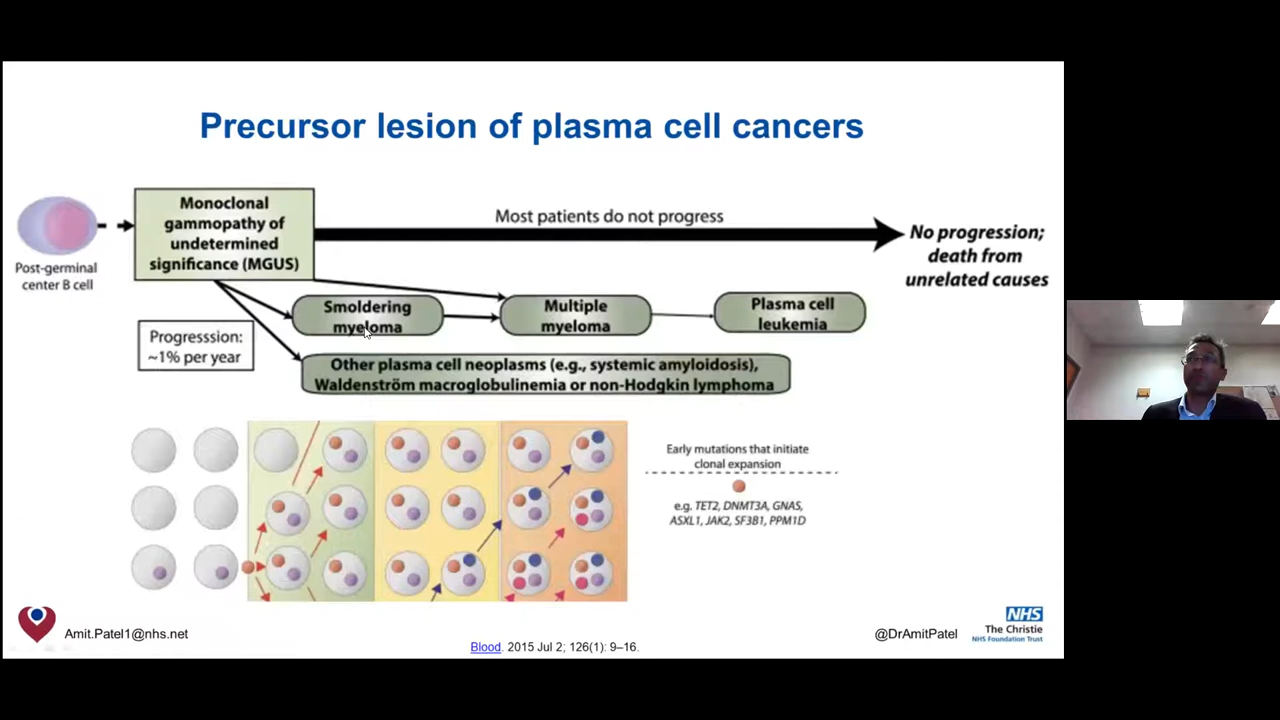 Precursor lesion of plasma cell cancers
Monoclonal
gammopathy of
undetermined
significance (MGUS)
Post-germinal
center B cell
Most patients do not progress
No progression;
death from
unrelated causes
Smoldering
myeloma
Multiple
myeloma
Plasma cell
leukemia
Progresssion:
~1% per year
Other plasma cell neoplasms (e.g., systemic amyloidosis),
Waldenström macroglobulinemia or non-Hodgkin lymphoma
Early mutations that initiate
clonal expansion
e.g. TET2, DNMT3A, GNAS,
ASXL1, JAK2, SF3B1, PPM1D
Amit.Patel1@nhs.net
Blood. 2015 Jul 2; 126(1): 9–16.
@DrAmitPatel
NHS
The Christie
NHS Foundation Trust